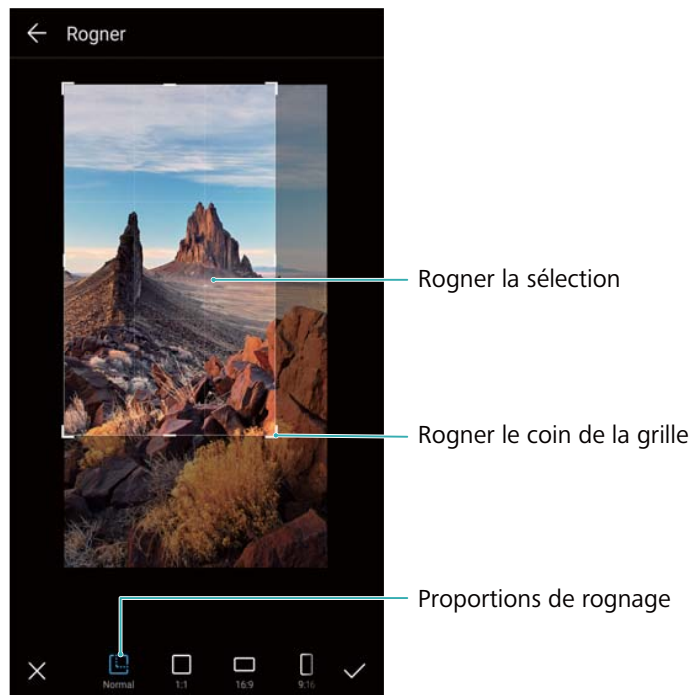 Rogner
Rogner la sélection
Rogner le coin de la grille
Proportions de rognage
Normal
1:1
16:9
9:16